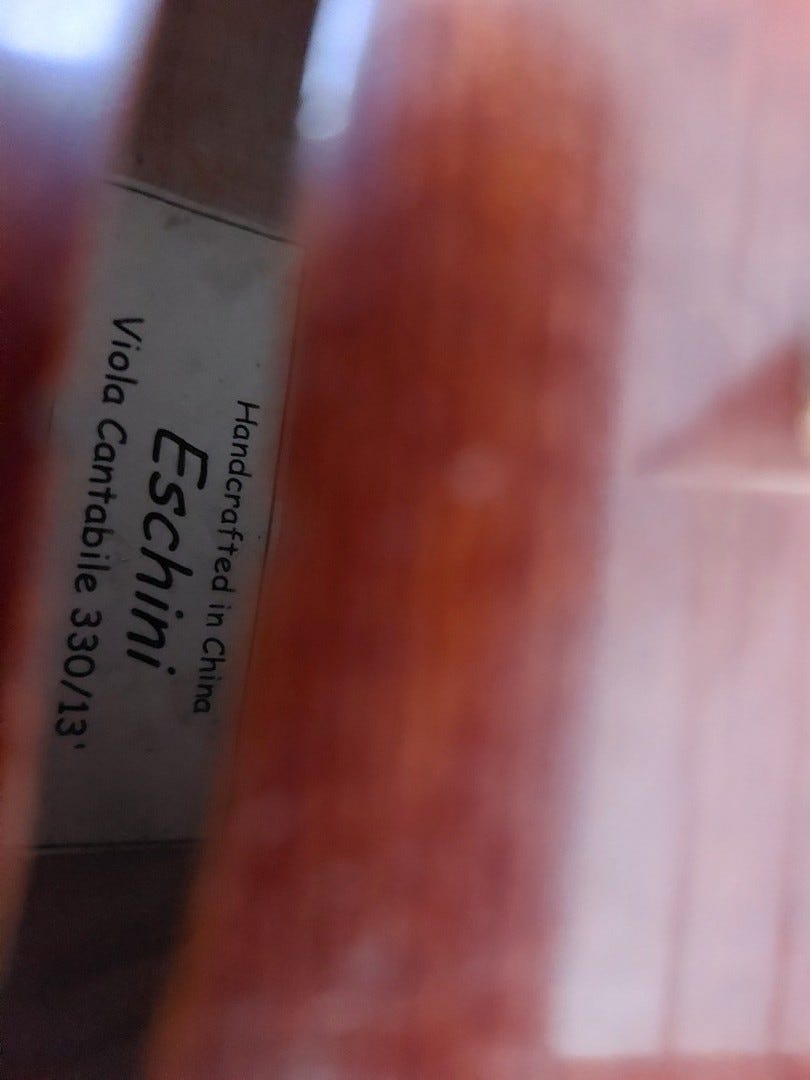 Handcrafted in China
Eschini
Viola Cantabile 330/13'